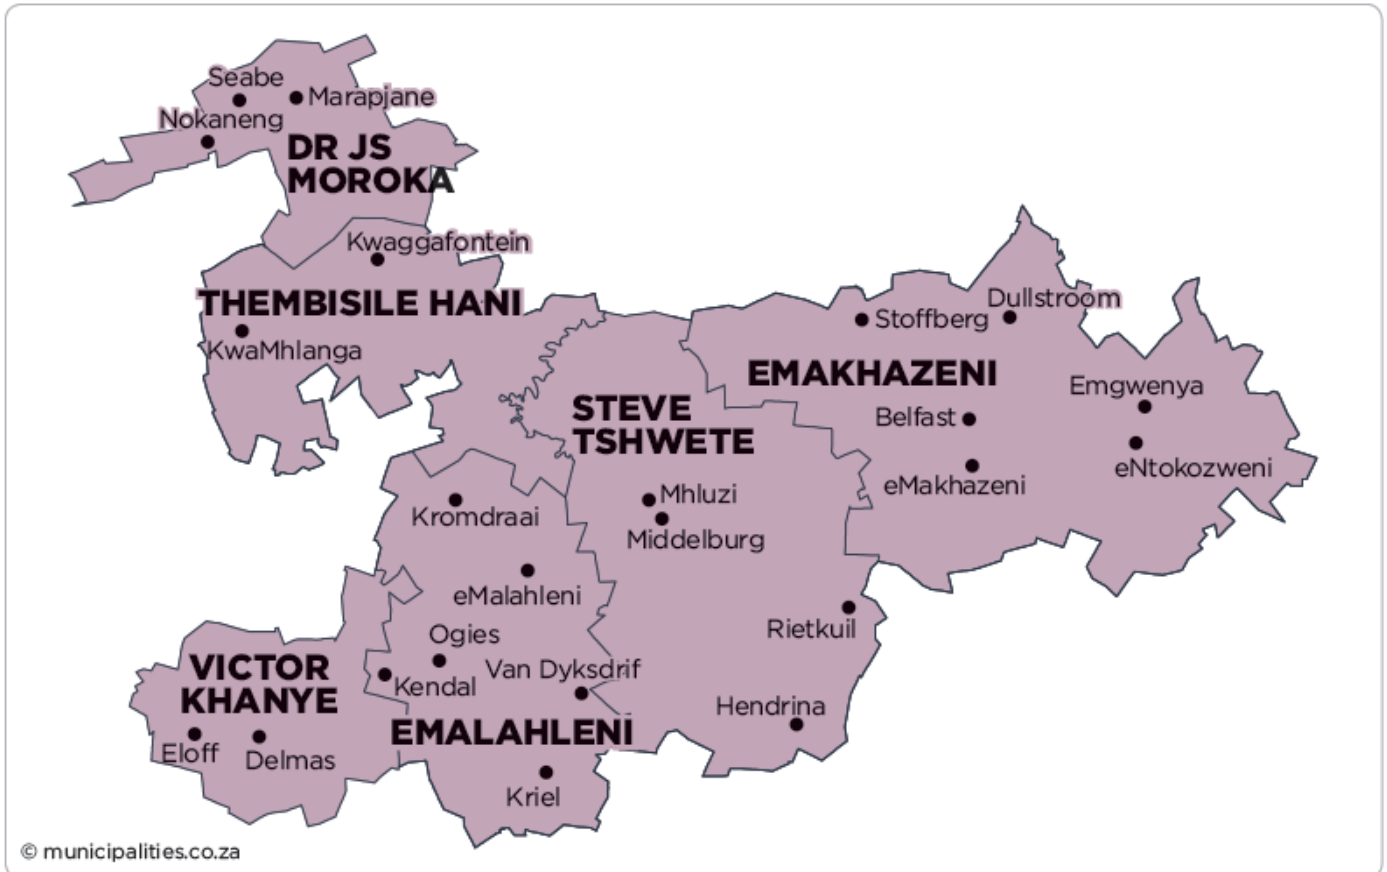 Seabe
Marapjane
Nokaneng
DR JS
MOROKA
Kwaggafontein
THEMBISILE HANI
KwaMhlanga
Dullstroom
Stoffberg
EMAKHAZENI
Emgwenya
STEVE
TSHWETE
Belfast
eNtokozweni
eMakhazeni
Mhluzi
Kromdraai
Middelburg
eMalahleni
Rietkuil
Ogies
VICTOR
KHANYE
Van Dyksdrif
Kendal
Hendrina
EMALAHLENI
Eloff
Delmas
Kriel
© municipalities.co.za